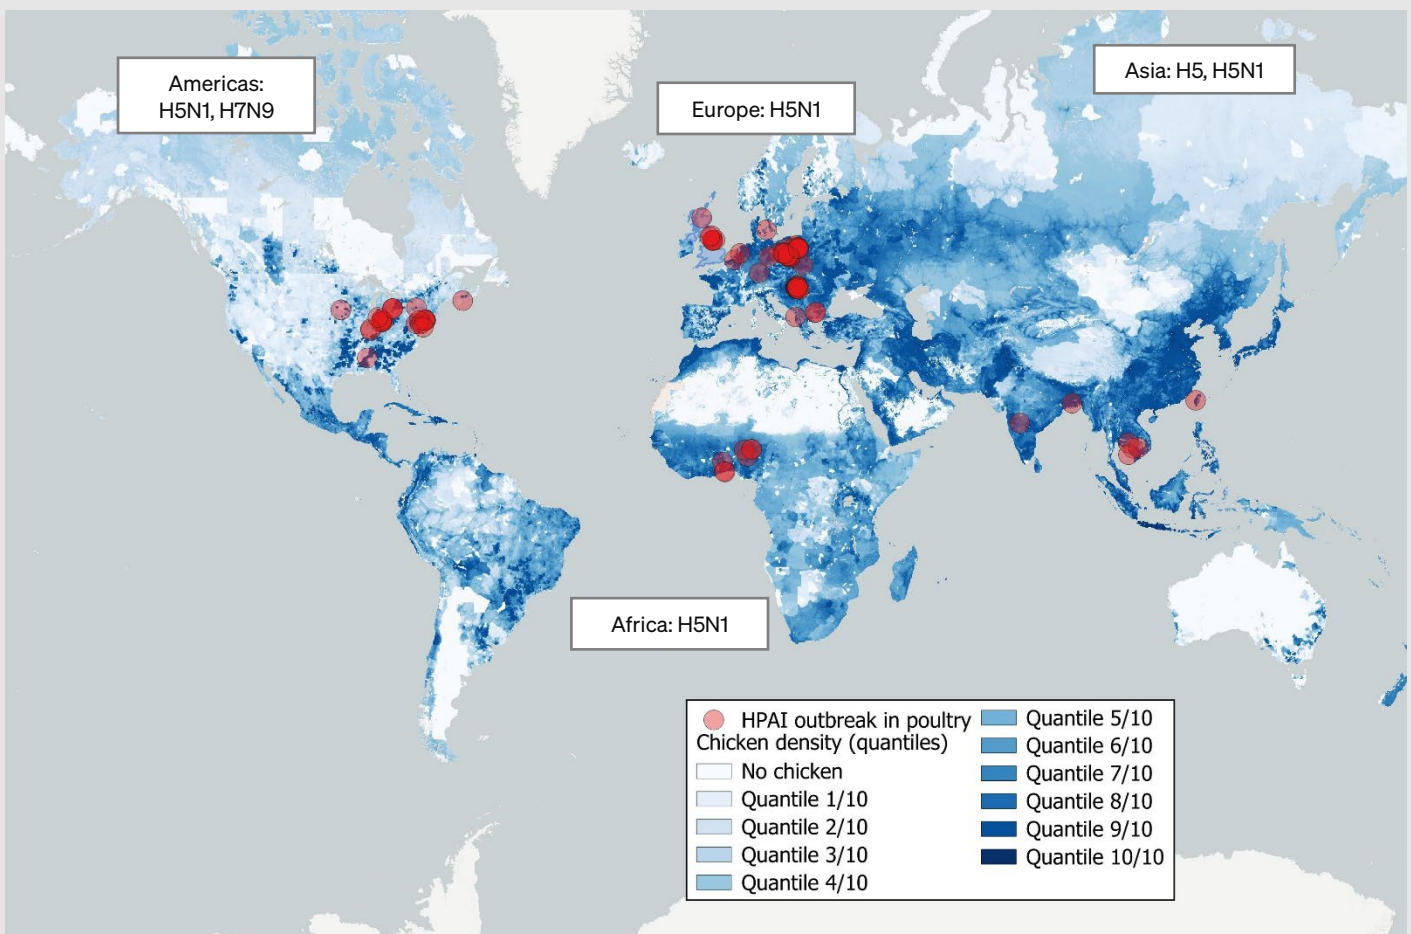 Americas:
H5N1, H7N9
Europe: H5N1
Asia: H5, H5N1
Africa: H5N1
HPAI outbreak in poultry
Chicken density (quantiles)
No chicken
Quantile 1/10
Quantile 2/10
Quantile 3/10
Quantile 4/10
Quantile 5/10
Quantile 6/10
Quantile 7/10
Quantile 8/10
Quantile 9/10
Quantile 10/10